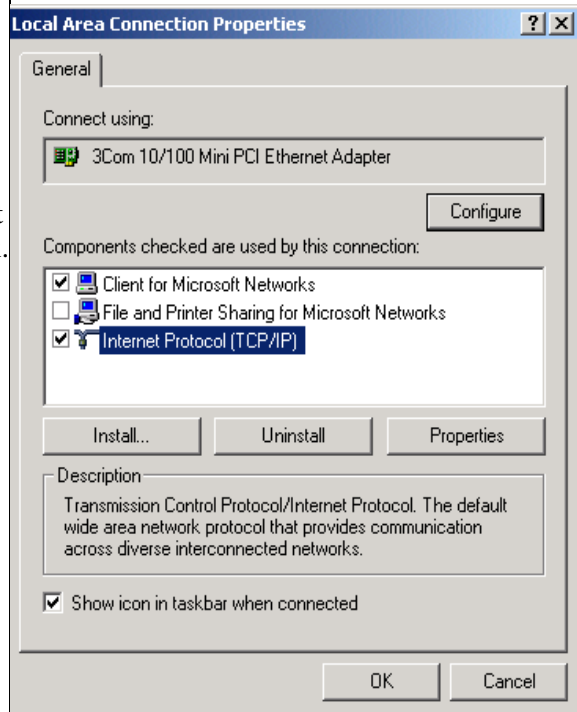 Local Area Connection Properties
?
General
Connect using:
3Com 10/100 Mini PCI Ethernet Adapter
Configure
Components checked are used by this connection:
Client for Microsoft Networks
File and Printer Sharing for Microsoft Networks
Internet Protocol (TCP/IP)
Install...
Uninstall
Properties
Description
Transmission Control Protocol/Internet Protocol. The default
wide area network protocol that provides communication
across diverse interconnected networks.
Show icon in taskbar when connected
OK
Cancel